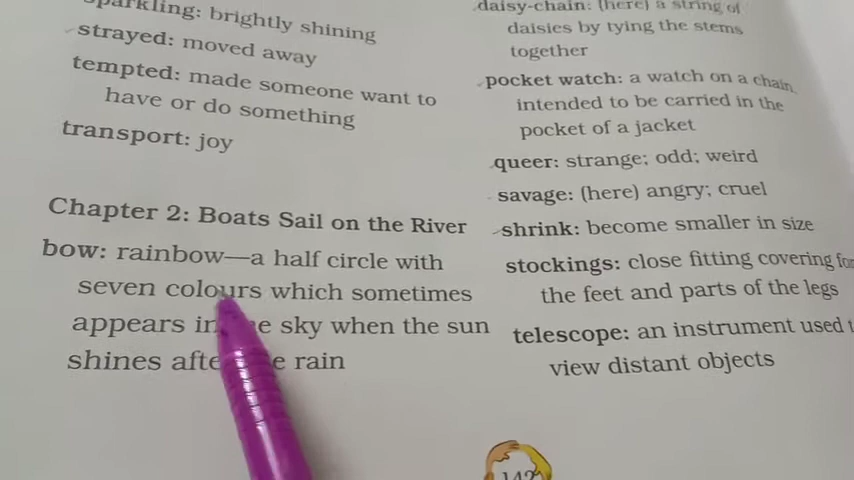 sparkling: brightly shining
strayed: moved away
tempted: made someone want to
have or do something
transport: joy
Chapter 2: Boats Sail on the River
bow: rainbow—a half circle with
seven colours which sometimes
appears in the sky when the sun
shines after the rain
daisy-chain: (here) a string of
daisies by tying the stems
together
pocket watch: a watch on a chain,
intended to be carried in the
pocket of a jacket
queer: strange; odd; weird
savage: (here) angry; cruel
shrink: become smaller in size
stockings: close fitting covering for
the feet and parts of the legs
telescope: an instrument used t
view distant objects
142